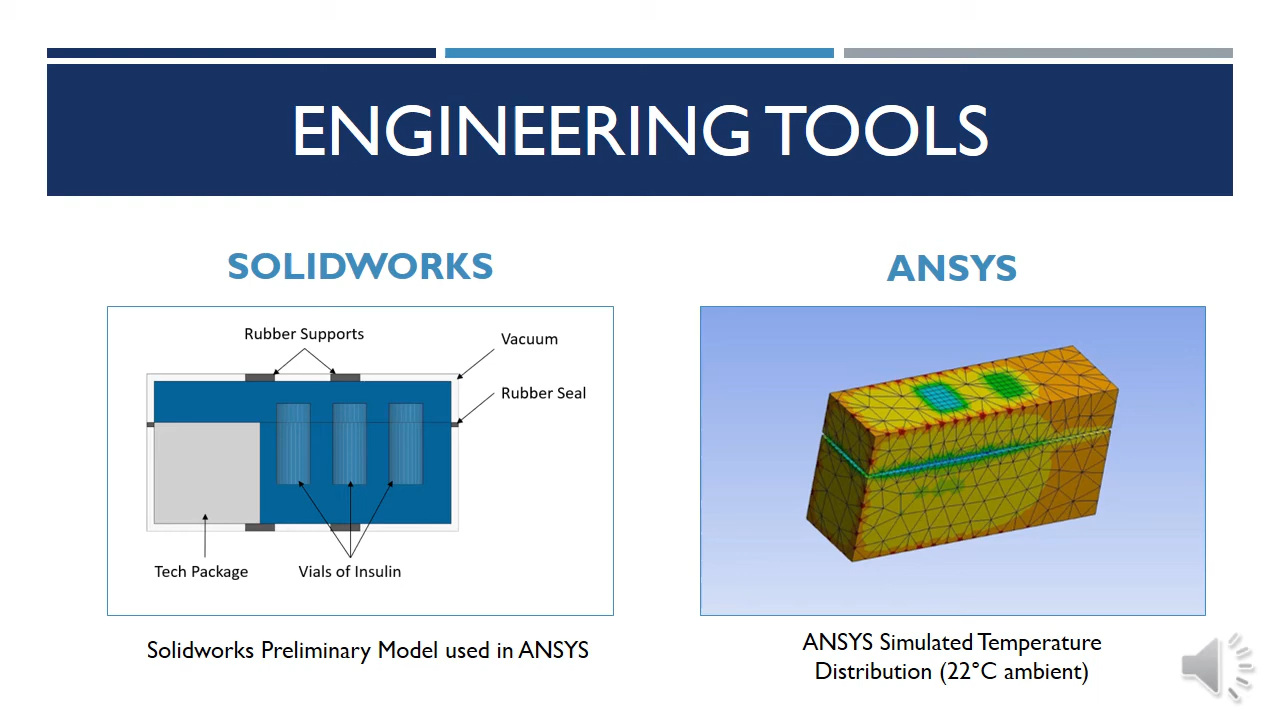 ENGINEERING TOOLS
SOLIDWORKS
Rubber Supports
Vacuum
Rubber Seal
Tech Package
Vials of Insulin
Solidworks Preliminary Model used in ANSYS
ANSYS
ANSYS Simulated Temperature
Distribution (22°C ambient)